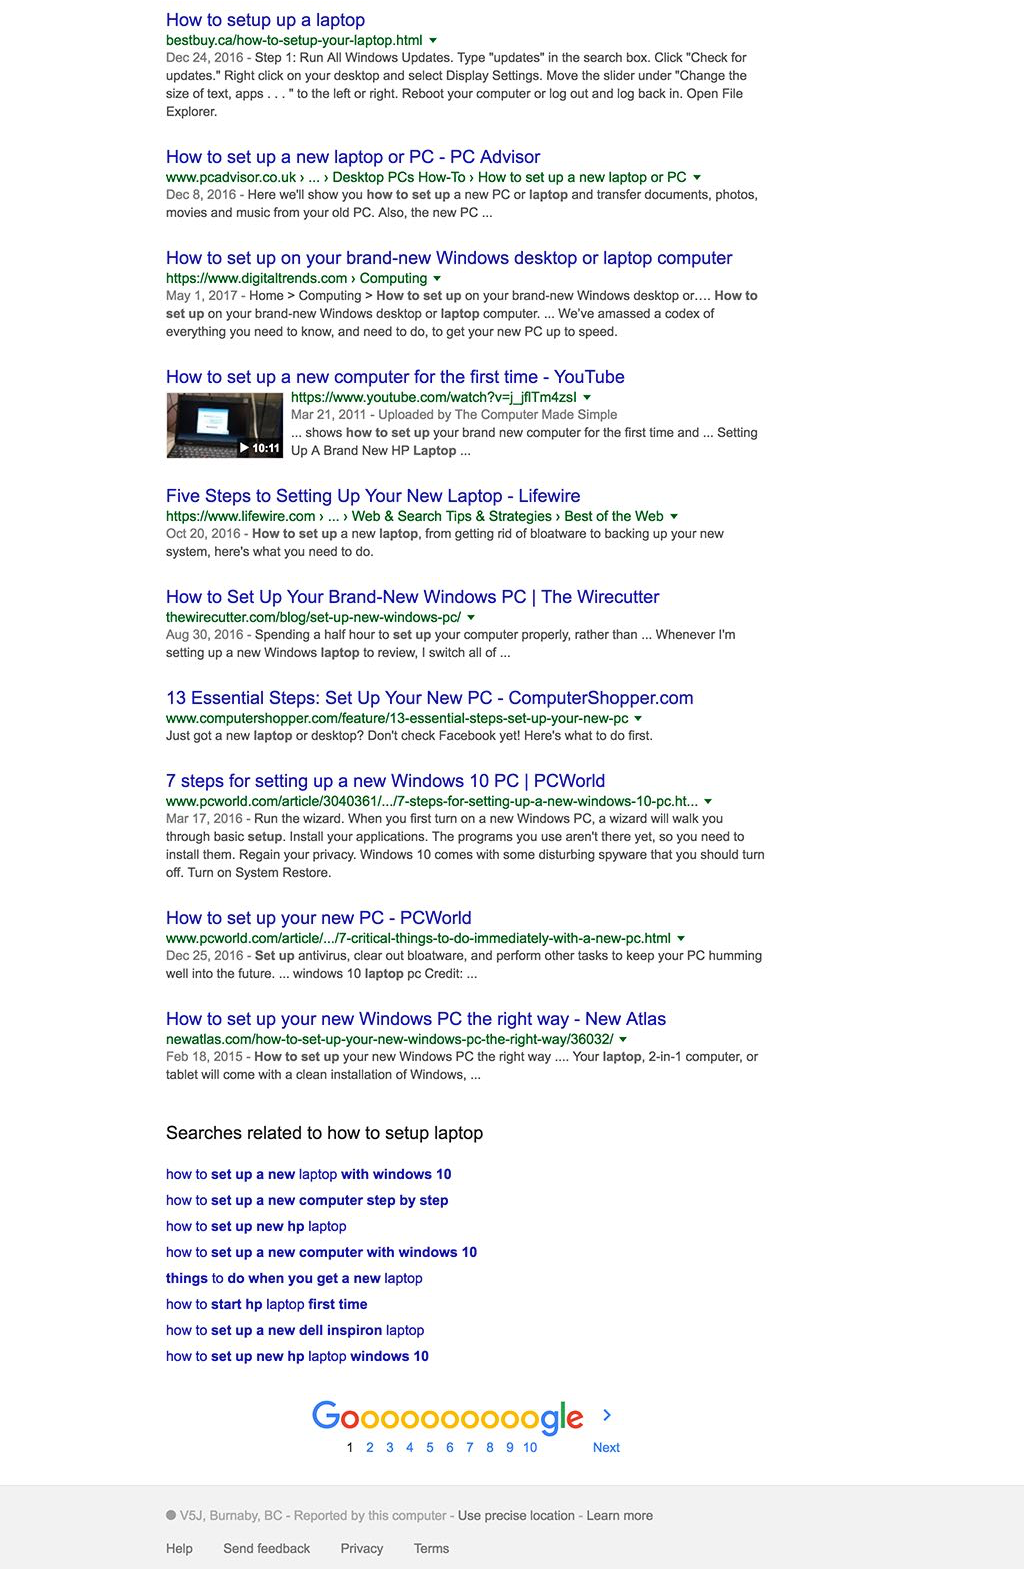 How to setup up a laptop
bestbuy.ca/how-to-setup-your-laptop.html
Dec 24, 2016 - Step 1: Run All Windows Updates. Type "updates" in the search box. Click "Check for
updates." Right click on your desktop and select Display Settings. Move the slider under "Change the
size of text, apps . . . " to the left or right. Reboot your computer or log out and log back in. Open File
Explorer.
How to set up a new laptop or PC - PC Advisor
www.pcadvisor.co.uk › ... › Desktop PCs How-To › How to set up a new laptop or PC
Dec 8, 2016 - Here we'll show you how to set up a new PC or laptop and transfer documents, photos,
movies and music from your old PC. Also, the new PC ...
How to set up on your brand-new Windows desktop or laptop computer
https://www.digitaltrends.com › Computing
May 1, 2017 - Home > Computing > How to set up on your brand-new Windows desktop or…. How to
set up on your brand-new Windows desktop or laptop computer. ... We've amassed a codex of
everything you need to know, and need to do, to get your new PC up to speed.
How to set up a new computer for the first time - YouTube
https://www.youtube.com/watch?v=j_jflTm4zsI
Mar 21, 2011 - Uploaded by The Computer Made Simple
... shows how to set up your brand new computer for the first time and ... Setting
Up A Brand New HP Laptop ...
10:11
Five Steps to Setting Up Your New Laptop - Lifewire
https://www.lifewire.com › ... › Web & Search Tips & Strategies › Best of the Web
Oct 20, 2016 - How to set up a new laptop, from getting rid of bloatware to backing up your new
system, here's what you need to do.
How to Set Up Your Brand-New Windows PC | The Wirecutter
thewirecutter.com/blog/set-up-new-windows-pc/
Aug 30, 2016 - Spending a half hour to set up your computer properly, rather than ... Whenever I'm
setting up a new Windows laptop to review, I switch all of ...
13 Essential Steps: Set Up Your New PC - ComputerShopper.com
www.computershopper.com/feature/13-essential-steps-set-up-your-new-pc
Just got a new laptop or desktop? Don't check Facebook yet! Here's what to do first.
7 steps for setting up a new Windows 10 PC | PCWorld
www.pcworld.com/article/3040361/.../7-steps-for-setting-up-a-new-windows-10-pc.ht...
Mar 17, 2016 - Run the wizard. When you first turn on a new Windows PC, a wizard will walk you
through basic setup. Install your applications. The programs you use aren't there yet, so you need to
install them. Regain your privacy. Windows 10 comes with some disturbing spyware that you should turn
off. Turn on System Restore.
How to set up your new PC - PCWorld
www.pcworld.com/article/.../7-critical-things-to-do-immediately-with-a-new-pc.html
Dec 25, 2016 - Set up antivirus, clear out bloatware, and perform other tasks to keep your PC humming
well into the future. ... windows 10 laptop pc Credit: ...
How to set up your new Windows PC the right way - New Atlas
newatlas.com/how-to-set-up-your-new-windows-pc-the-right-way/36032/
Feb 18, 2015 - How to set up your new Windows PC the right way .... Your laptop, 2-in-1 computer, or
tablet will come with a clean installation of Windows, ...
Searches related to how to setup laptop
how to set up a new laptop with windows 10
how to set up a new computer step by step
how to set up new hp laptop
how to set up a new computer with windows 10
things to do when you get a new laptop
how to start hp laptop first time
how to set up a new dell inspiron laptop
how to set up new hp laptop windows 10
Goooooooooogle >
1 2 3 4 5 6 7 8 9 10 Next
V5J, Burnaby, BC - Reported by this computer - Use precise location - Learn more
Help Send feedback Privacy Terms